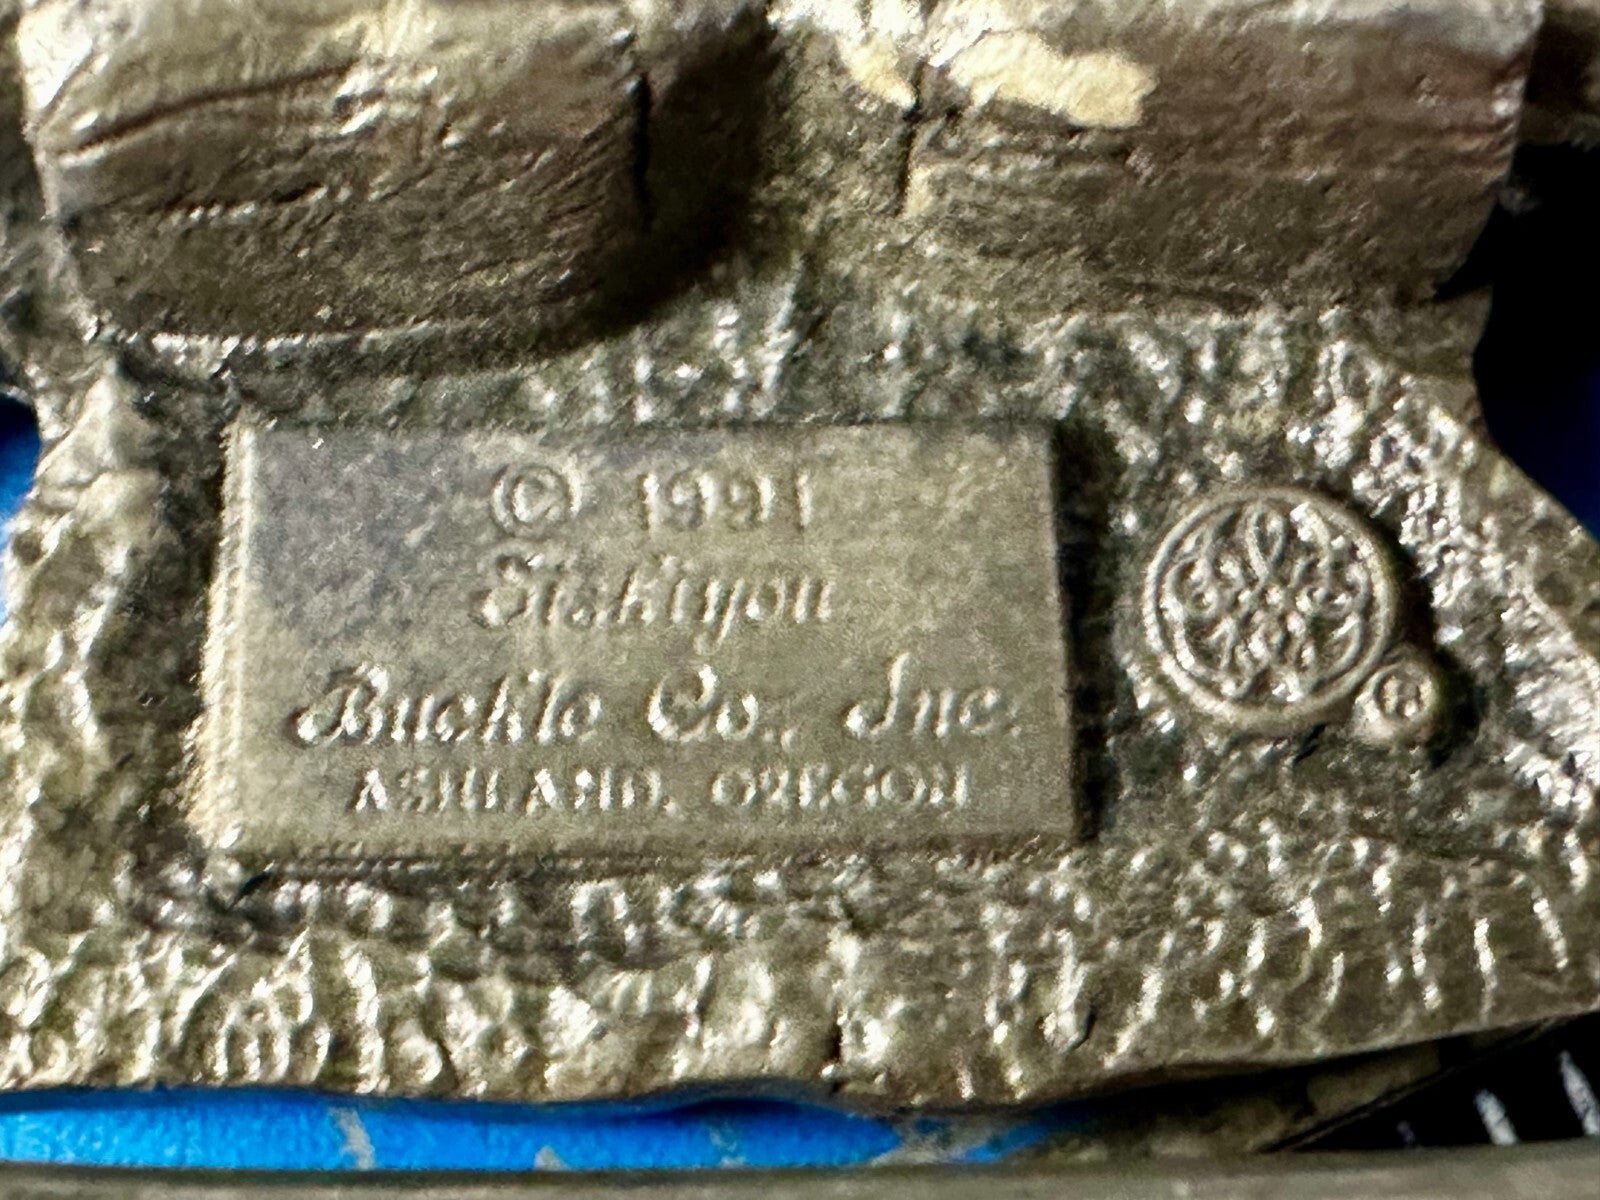 © 1991
Siskiyou
Buckle Co., Inc.
ASHLAND, OREGON